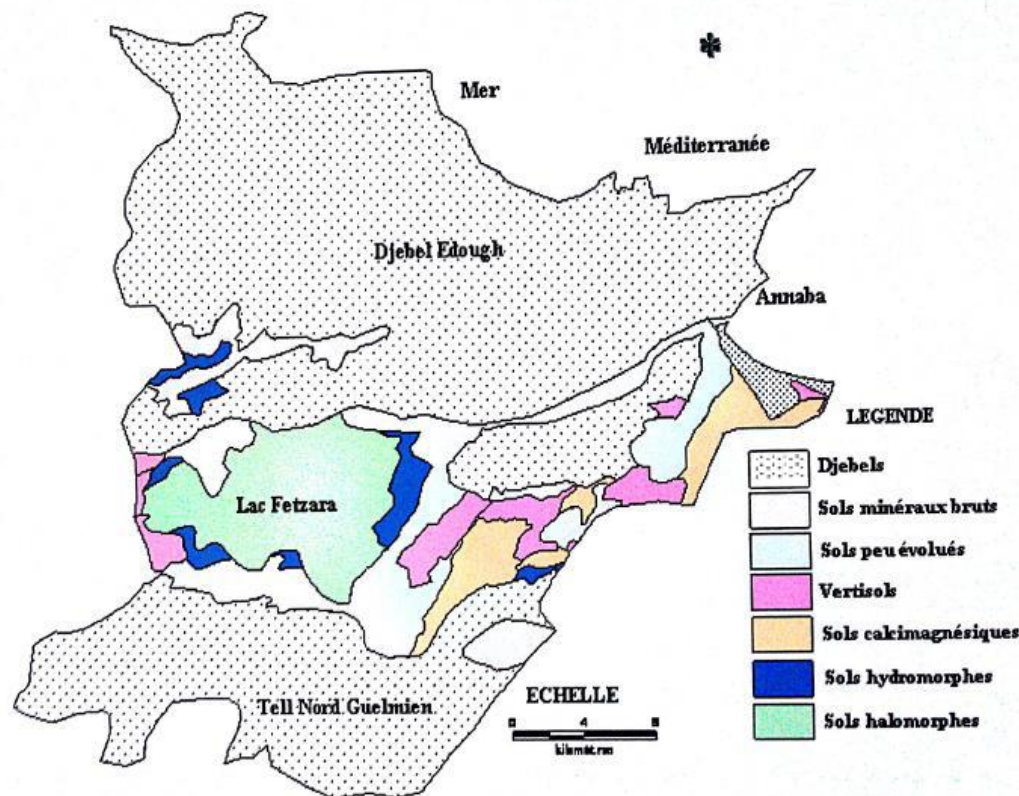 Mer
Méditerranée
Djebel Edough
Annaba
LEGENDE
Djebels
Lac Fetzara
Sols minéraux bruts
Sols peu évolués
Vertisols
Sols calcimagnésiques
ECHELLE
Sols hydromorphes
Tell Nord Guelmien
0 4 8
Sols halomorphes